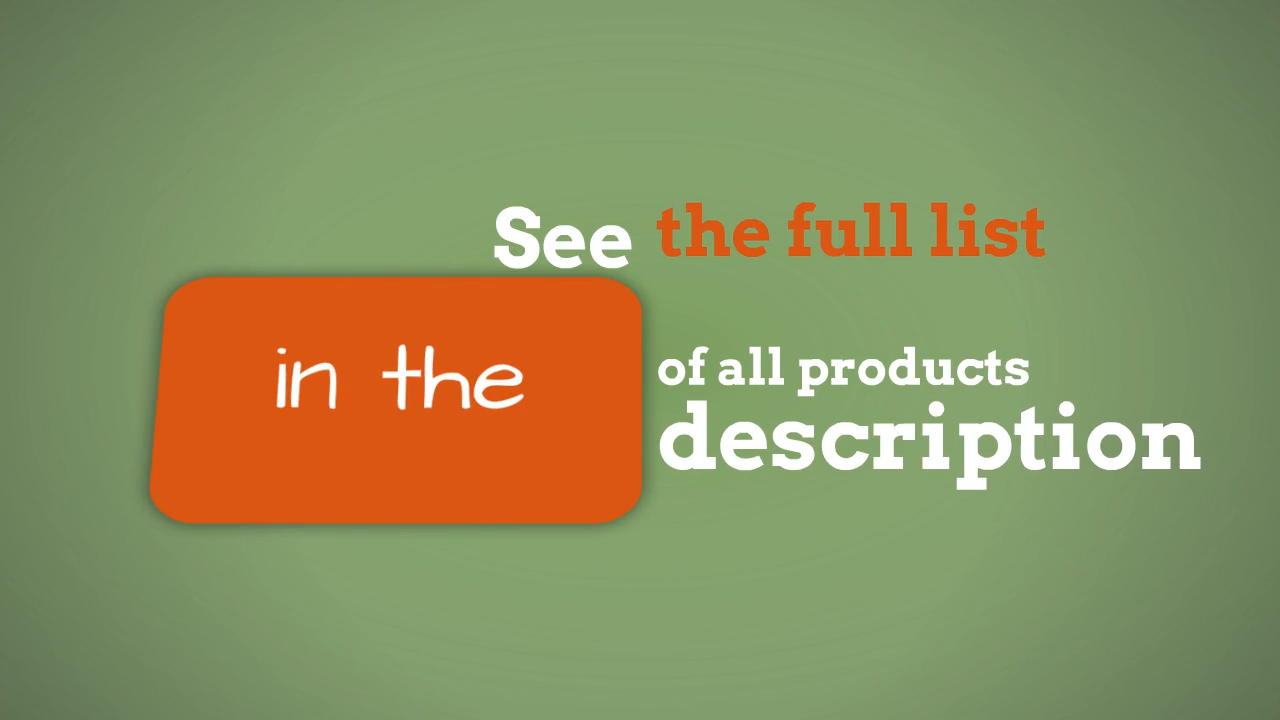 See the full list
of all products
in the
description